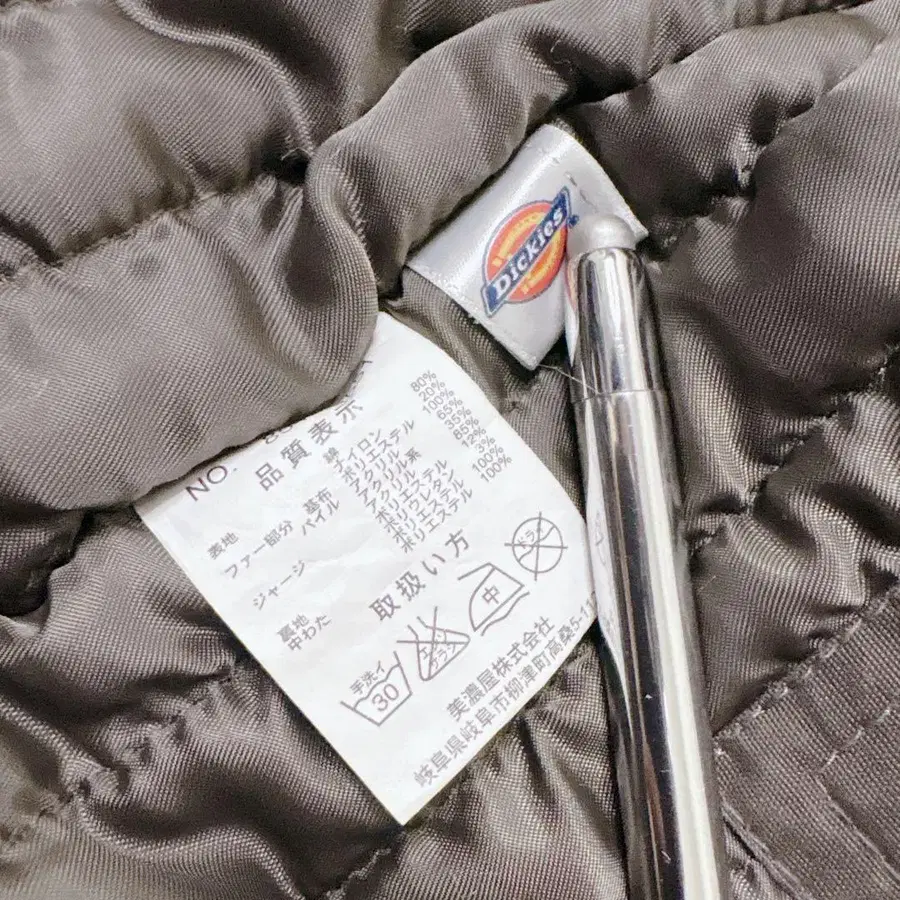 Dickies
NO.
品質表示
表地 綿 80%
ナイロン 20%
ファー部分 基布 ポリエステル 100%
パイル アクリル 65%
アクリル系 35%
ジャージ アクリル 85%
ポリエステル 12%
ポリウレタン 3%
裏地 ポリエステル 100%
中わた ポリエステル 100%
取扱い方
手洗イ
30
中
ドライ
美濃屋株式会社
岐阜県岐阜市柳津町高桑5-11